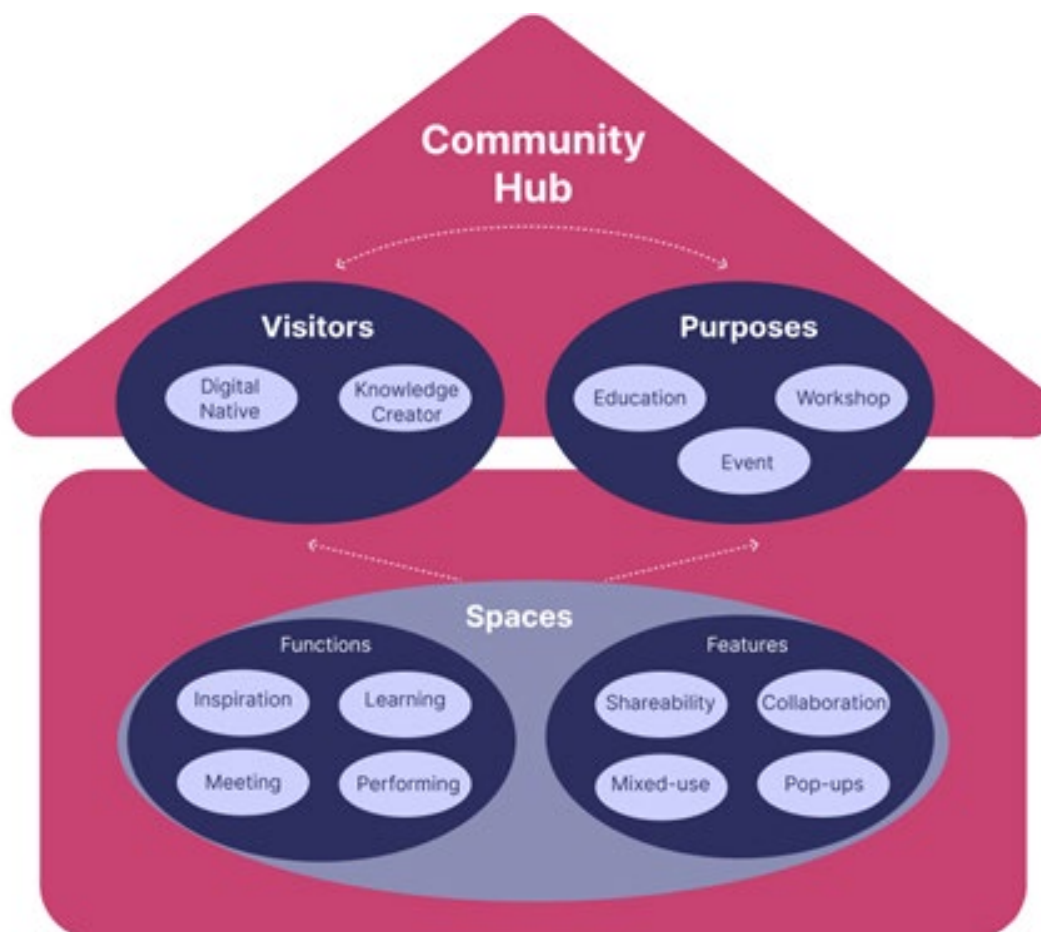 Community
Hub
Visitors
Digital
Native
Knowledge
Creator
Purposes
Education
Workshop
Event
Spaces
Functions
Inspiration
Learning
Meeting
Performing
Features
Shareability
Collaboration
Mixed-use
Pop-ups